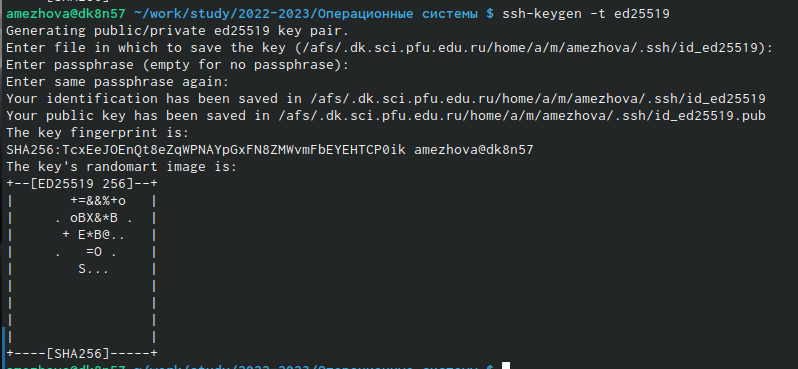 amezhova@dk8n57 ~/work/study/2022-2023/Операционные системы $ ssh-keygen -t ed25519
Generating public/private ed25519 key pair.
Enter file in which to save the key (/afs/.dk.sci.pfu.edu.ru/home/a/m/amezhova/.ssh/id_ed25519):
Enter passphrase (empty for no passphrase):
Enter same passphrase again:
Your identification has been saved in /afs/.dk.sci.pfu.edu.ru/home/a/m/amezhova/.ssh/id_ed25519
Your public key has been saved in /afs/.dk.sci.pfu.edu.ru/home/a/m/amezhova/.ssh/id_ed25519.pub
The key fingerprint is:
SHA256:TcxEeJOEnQt8eZqWPNAYpGxFN8ZMWvmFbEYEHTCP0ik amezhova@dk8n57
The key's randomart image is:
+--[ED25519 256]--+
|       +=&&%+o   |
|     . oBX&*B .  |
|      + E*B@..   |
|     .   =O .    |
|        S...     |
|                 |
|                 |
|                 |
|                 |
+----[SHA256]-----+
amezhova@dk8n57 ~/work/study/2022-2023/Операционные системы $